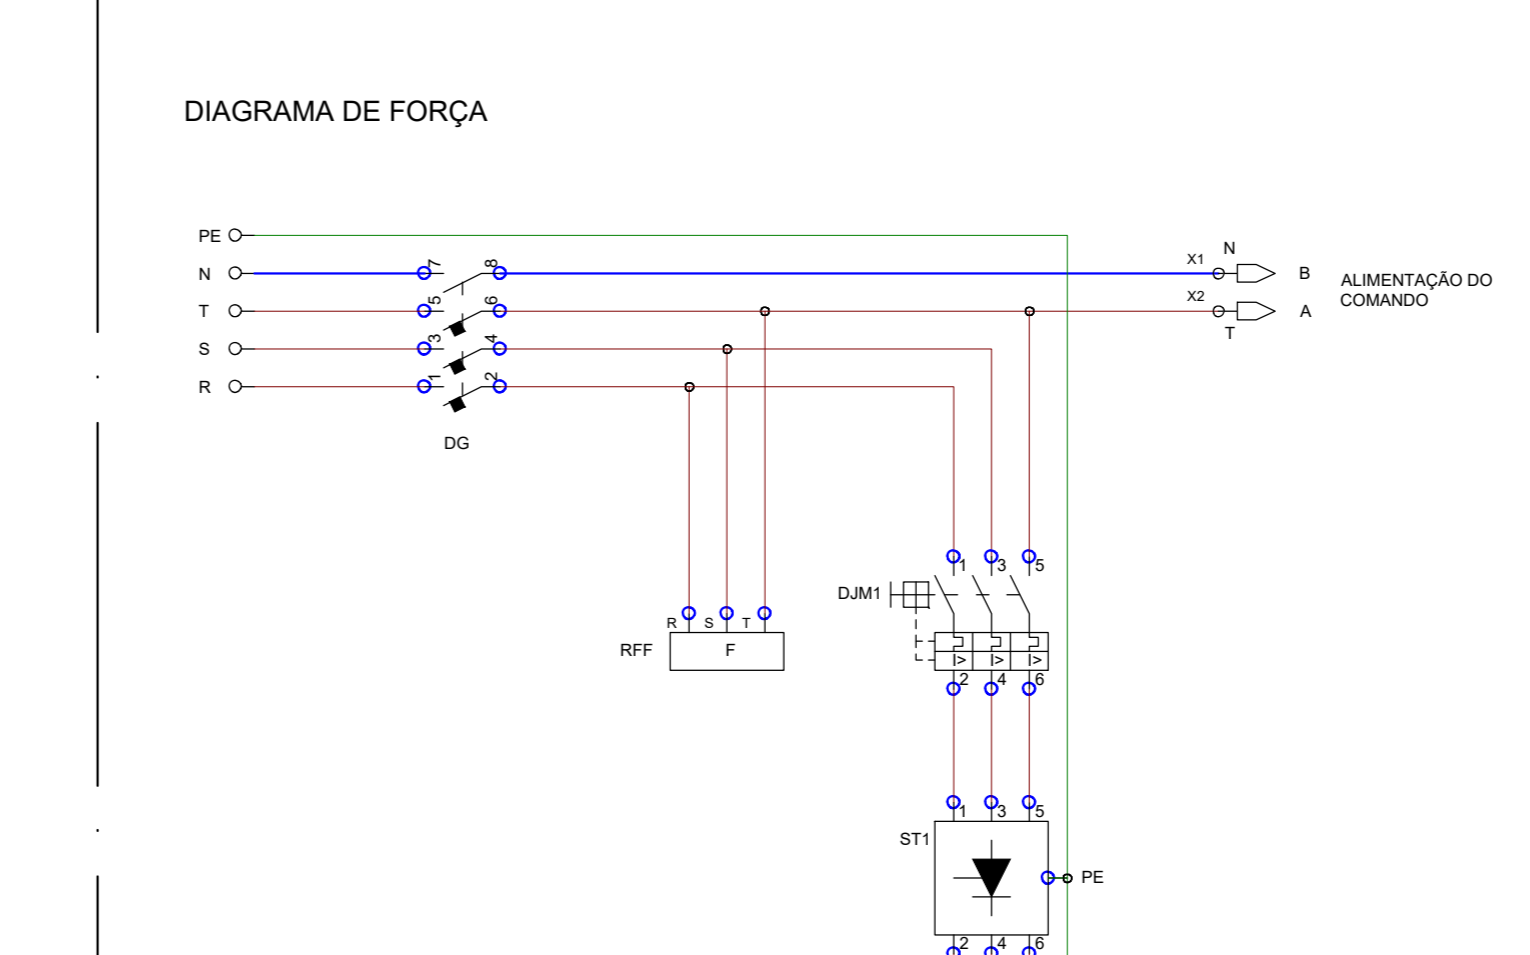 DIAGRAMA DE FORÇA
PE
N
T
S
R
7 8
5 6
3 4
1 2
DG
X1 N
B
X2
A
T
ALIMENTAÇÃO DO
COMANDO
R S T
RFF F
DJM1
1 3 5
I> I> I>
2 4 6
1 3 5
ST1
PE
2 4 6